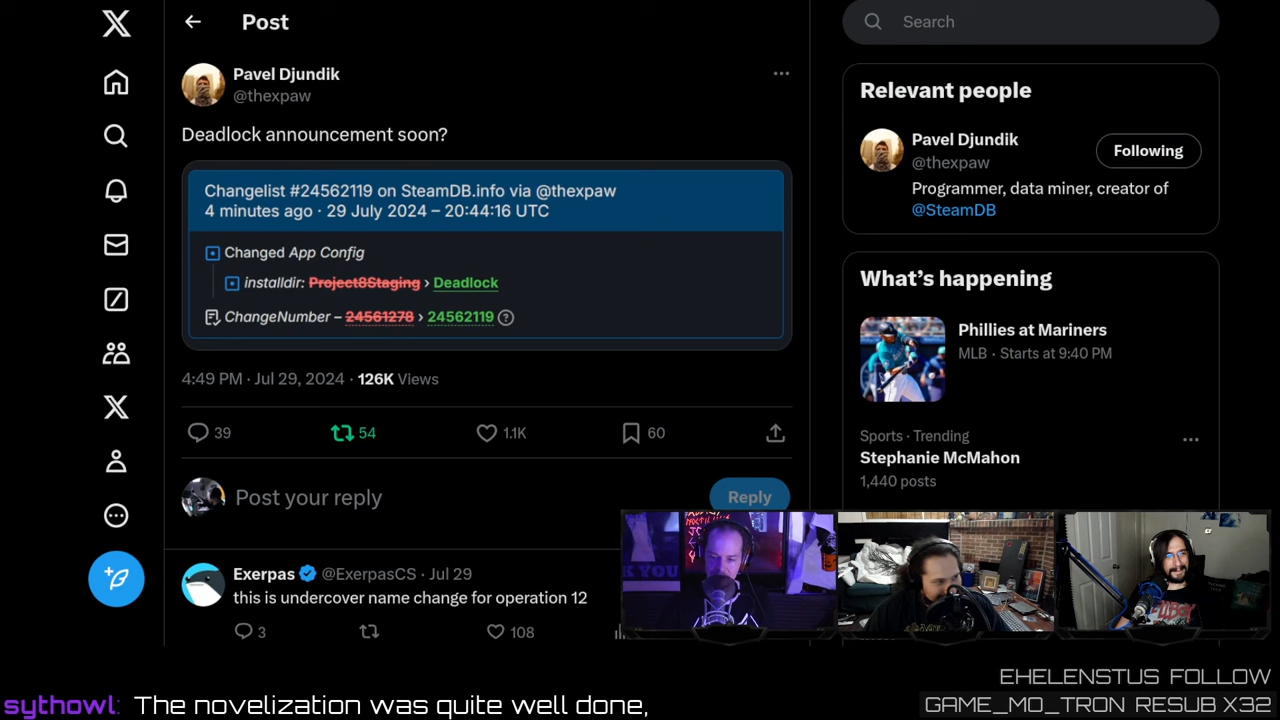 Post
Search
Pavel Djundik
@thexpaw
Deadlock announcement soon?
Changelist #24562119 on SteamDB.info via @thexpaw
4 minutes ago · 29 July 2024 – 20:44:16 UTC
Changed App Config
installdir: Project8Staging › Deadlock
ChangeNumber – 24561278 › 24562119 ?
4:49 PM · Jul 29, 2024 · 126K Views
39 54 1.1K 60
Post your reply
Reply
Exerpas @ExerpasCS · Jul 29
this is undercover name change for operation 12
3 108
Relevant people
Pavel Djundik
@thexpaw
Following
Programmer, data miner, creator of
@SteamDB
What's happening
Phillies at Mariners
MLB · Starts at 9:40 PM
Sports · Trending
Stephanie McMahon
1,440 posts
K YOU
EHELENSTUS FOLLOW
sythowl: The novelization was quite well done,
GAME_MO_TRON RESUB X32